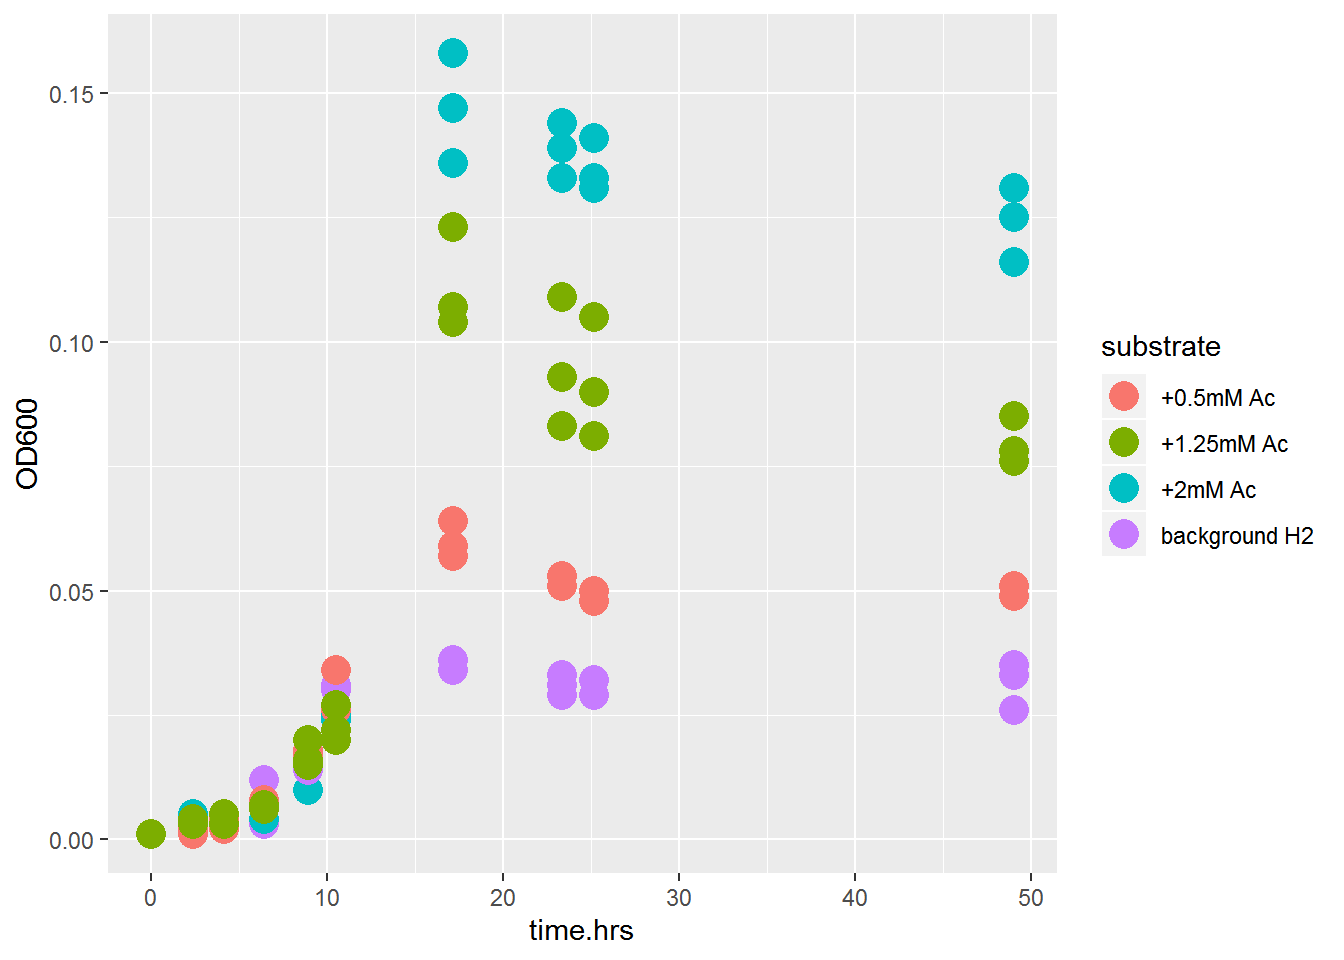 0.15
0.10
0.05
0.00
OD600
0
10
20
30
40
50
time.hrs
substrate
+0.5mM Ac
+1.25mM Ac
+2mM Ac
background H2